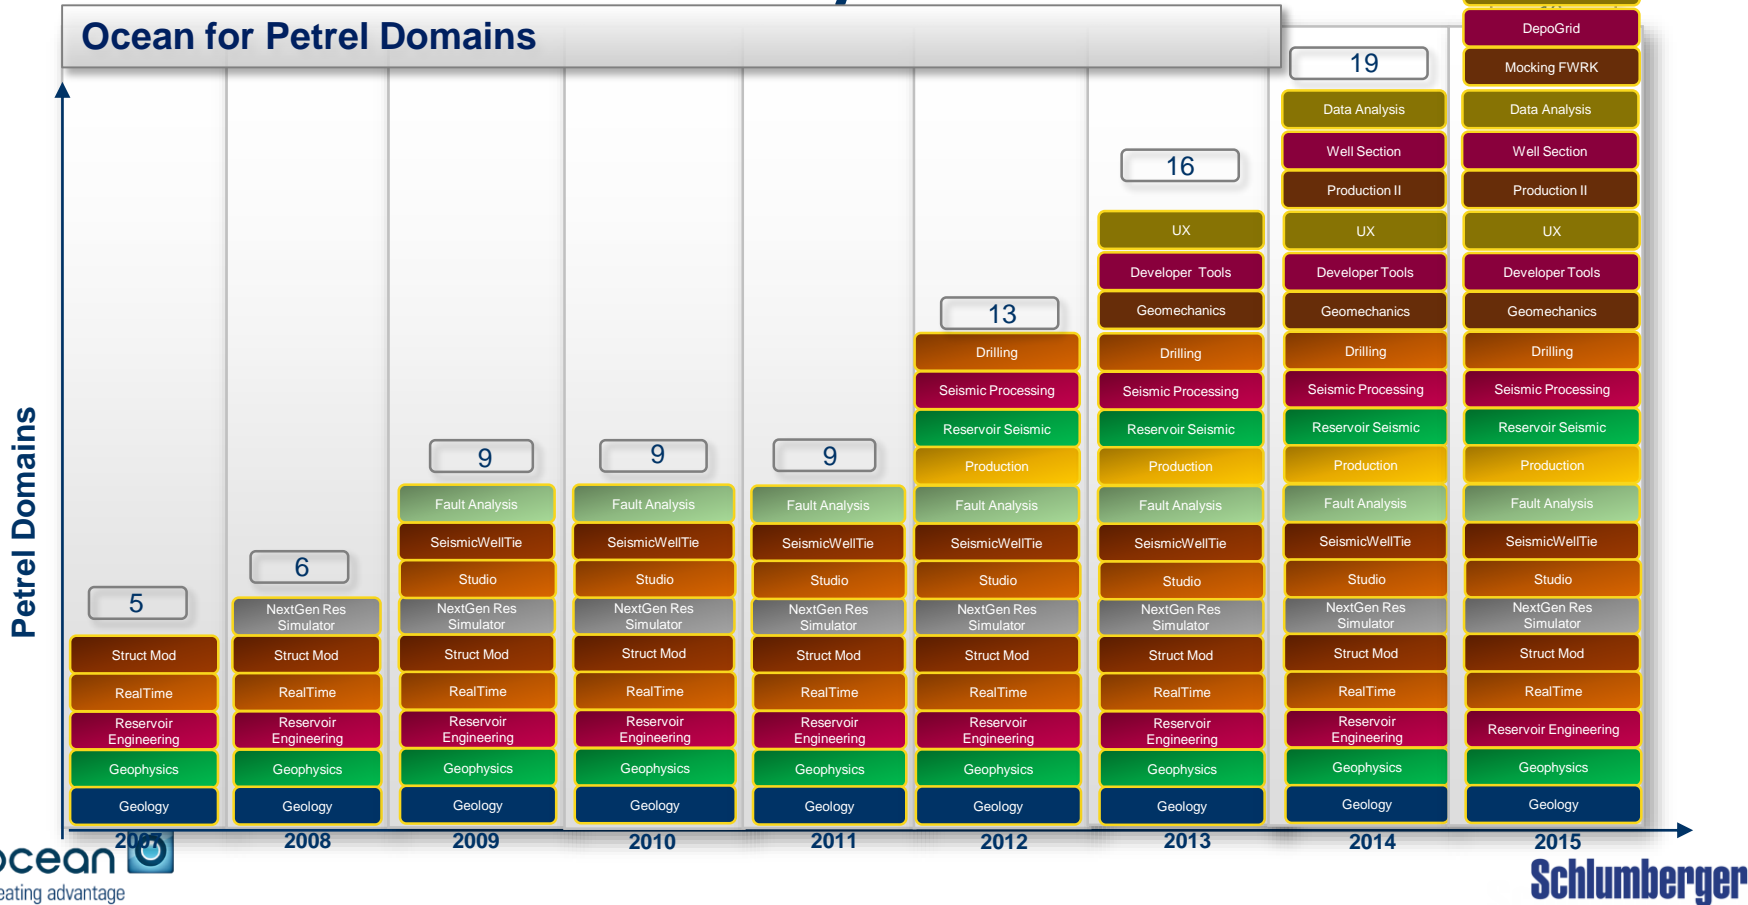 Ocean for Petrel Domains
Petrel Domains
5
Struct Mod
RealTime
Reservoir
Engineering
Geophysics
Geology
2007
6
NextGen Res
Simulator
Struct Mod
RealTime
Reservoir
Engineering
Geophysics
Geology
2008
9
Fault Analysis
SeismicWellTie
Studio
NextGen Res
Simulator
Struct Mod
RealTime
Reservoir
Engineering
Geophysics
Geology
2009
9
Fault Analysis
SeismicWellTie
Studio
NextGen Res
Simulator
Struct Mod
RealTime
Reservoir
Engineering
Geophysics
Geology
2010
9
Fault Analysis
SeismicWellTie
Studio
NextGen Res
Simulator
Struct Mod
RealTime
Reservoir
Engineering
Geophysics
Geology
2011
13
Drilling
Seismic Processing
Reservoir Seismic
Production
Fault Analysis
SeismicWellTie
Studio
NextGen Res
Simulator
Struct Mod
RealTime
Reservoir
Engineering
Geophysics
Geology
2012
16
UX
Developer Tools
Geomechanics
Drilling
Seismic Processing
Reservoir Seismic
Production
Fault Analysis
SeismicWellTie
Studio
NextGen Res
Simulator
Struct Mod
RealTime
Reservoir
Engineering
Geophysics
Geology
2013
19
Data Analysis
Well Section
Production II
UX
Developer Tools
Geomechanics
Drilling
Seismic Processing
Reservoir Seismic
Production
Fault Analysis
SeismicWellTie
Studio
NextGen Res
Simulator
Struct Mod
RealTime
Reservoir
Engineering
Geophysics
Geology
2014
DepoGrid
Mocking FWRK
Data Analysis
Well Section
Production II
UX
Developer Tools
Geomechanics
Drilling
Seismic Processing
Reservoir Seismic
Production
Fault Analysis
SeismicWellTie
Studio
NextGen Res
Simulator
Struct Mod
RealTime
Reservoir Engineering
Geophysics
Geology
2015
ocean
eating advantage
Schlumberger